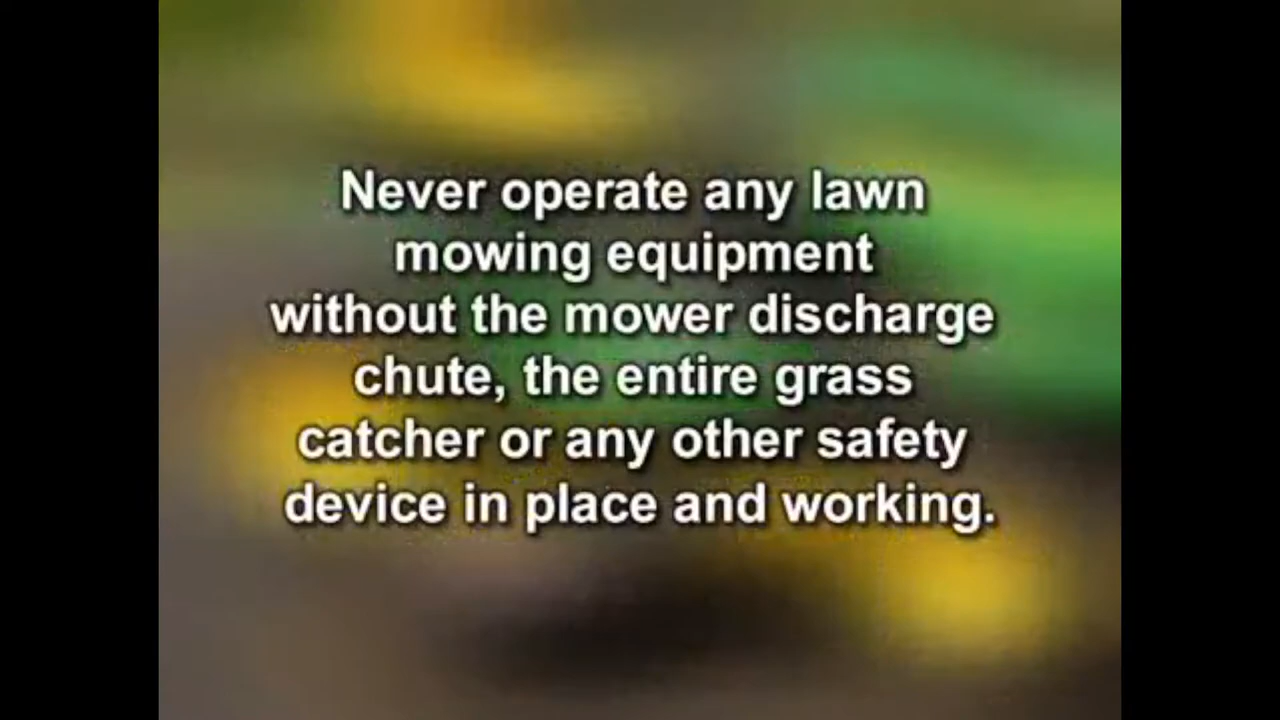 Never operate any lawn
mowing equipment
without the mower discharge
chute, the entire grass
catcher or any other safety
device in place and working.